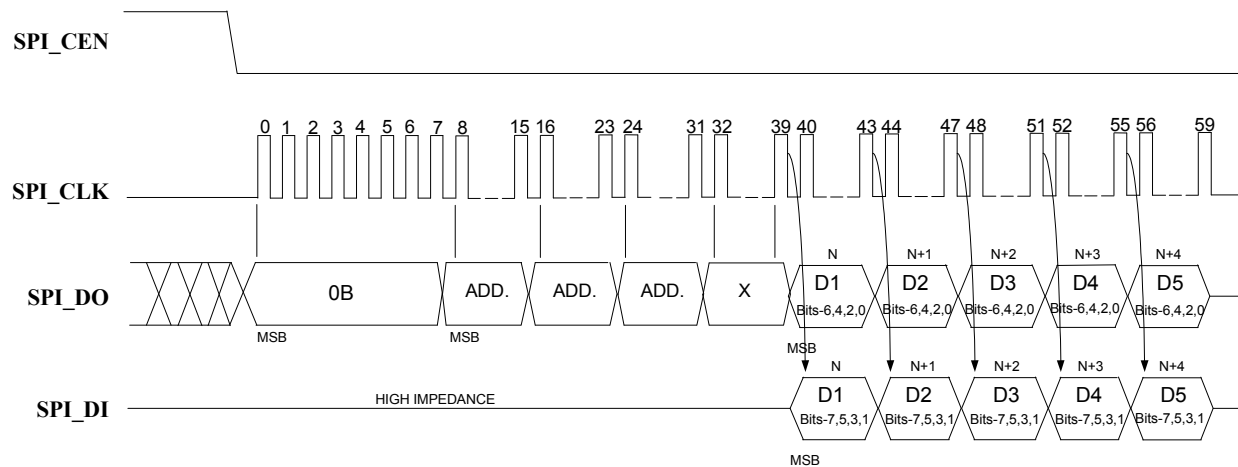 SPI_CEN
0 1 2 3 4 5 6 7 8 15 16 23 24 31 32 39 40 43 44 47 48 51 52 55 56 59
SPI_CLK
N N+1 N+2 N+3 N+4
SPI_DO 0B ADD. ADD. ADD. X D1 D2 D3 D4 D5
Bits-6,4,2,0 Bits-6,4,2,0 Bits-6,4,2,0 Bits-6,4,2,0 Bits-6,4,2,0
MSB MSB MSB
N N+1 N+2 N+3 N+4
SPI_DI HIGH IMPEDANCE D1 D2 D3 D4 D5
Bits-7,5,3,1 Bits-7,5,3,1 Bits-7,5,3,1 Bits-7,5,3,1 Bits-7,5,3,1
MSB